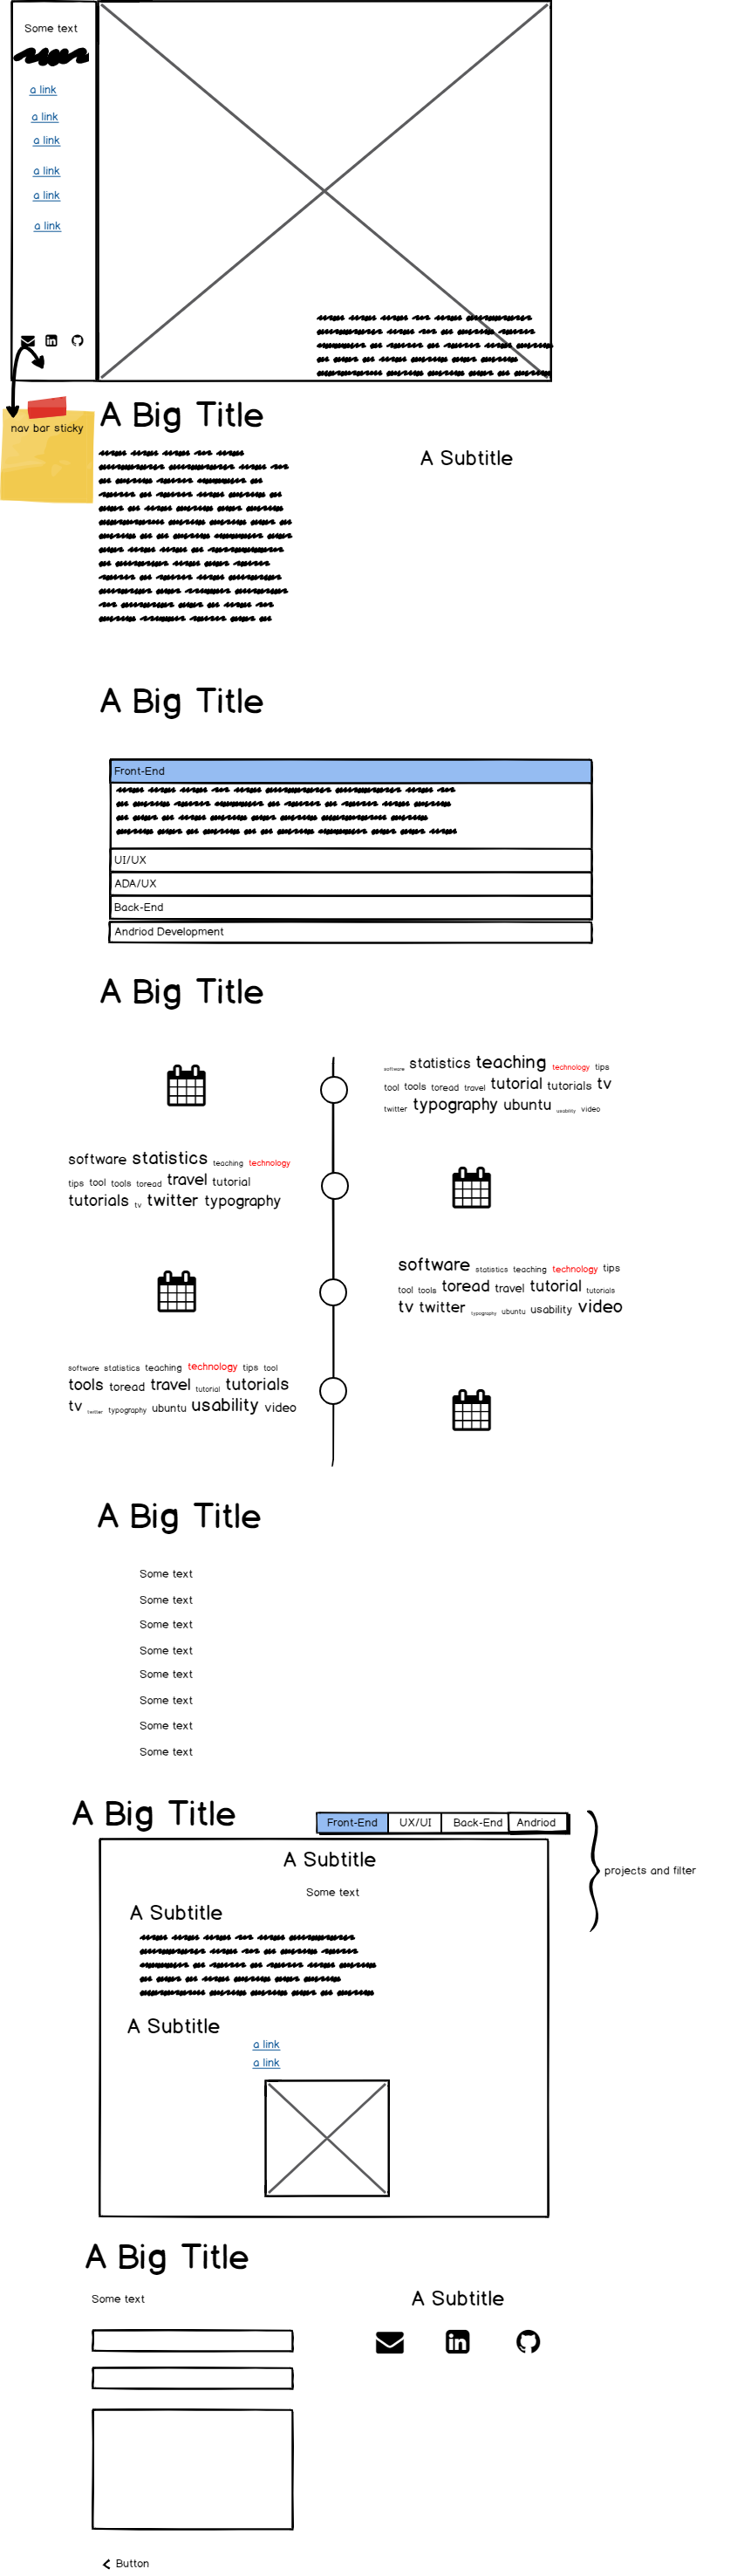 Some text
a link
a link
a link
a link
a link
a link
nav bar sticky
A Big Title
A Subtitle
A Big Title
Front-End
UI/UX
ADA/UX
Back-End
Andriod Development
A Big Title
software statistics teaching technology tips
tool tools toread travel tutorial tutorials tv
twitter typography ubuntu usability video
software statistics teaching technology
tips tool tools toread travel tutorial
tutorials tv twitter typography
software statistics teaching technology tips
tool tools toread travel tutorial tutorials
tv twitter typography ubuntu usability video
software statistics teaching technology tips tool
tools toread travel tutorial tutorials
tv twitter typography ubuntu usability video
A Big Title
Some text
Some text
Some text
Some text
Some text
Some text
Some text
Some text
A Big Title
Front-End UX/UI Back-End Andriod
projects and filter
A Subtitle
Some text
A Subtitle
A Subtitle
a link
a link
A Big Title
Some text
A Subtitle
Button